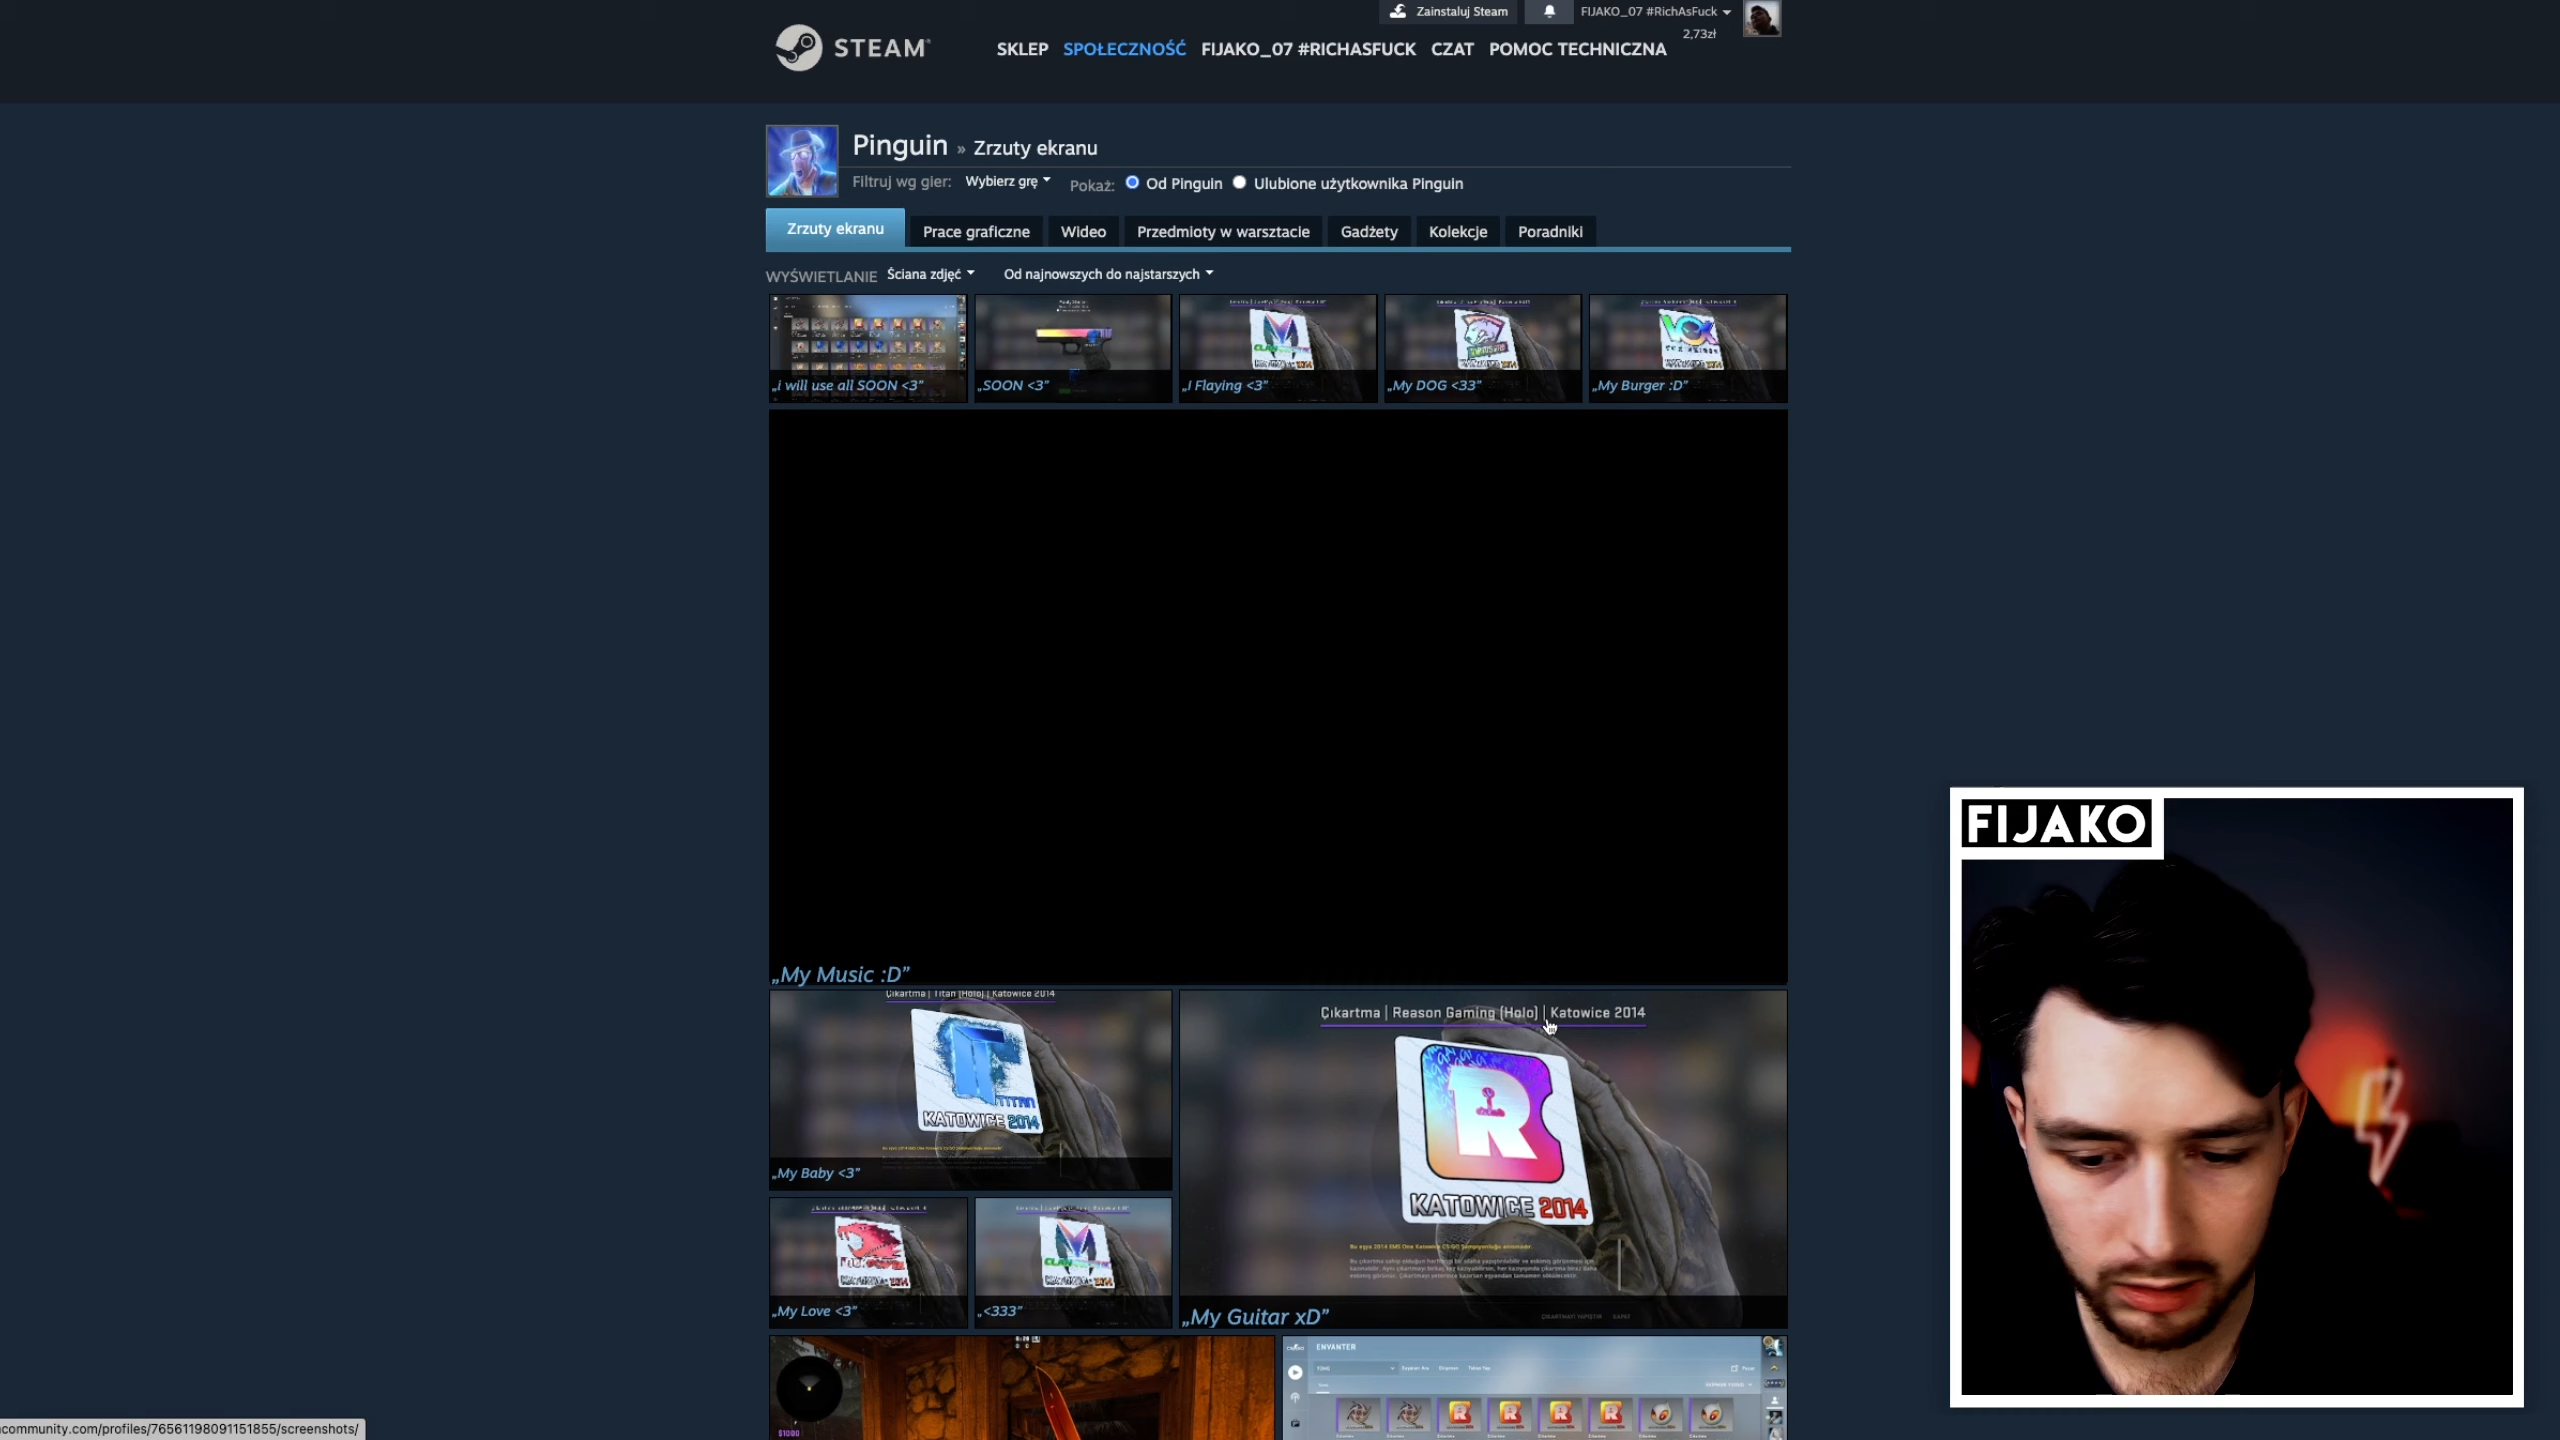 Zainstaluj Steam
FIJAKO_07 #RichAsFuck
2,73zł
STEAM
SKLEP SPOŁECZNOŚĆ FIJAKO_07 #RICHASFUCK CZAT POMOC TECHNICZNA
Pinguin » Zrzuty ekranu
Filtruj wg gier: Wybierz grę Pokaż: Od Pinguin Ulubione użytkownika Pinguin
Zrzuty ekranu Prace graficzne Wideo Przedmioty w warsztacie Gadżety Kolekcje Poradniki
WYŚWIETLANIE Ściana zdjęć Od najnowszych do najstarszych
„i will use all SOON <3” „SOON <3” „I Flaying <3” „My DOG <33” „My Burger :D”
„My Music :D”
Çıkartma | Titan (Holo) | Katowice 2014
TITAN
KATOWICE 2014
„My Baby <3”
Çıkartma | Reason Gaming (Holo) | Katowice 2014
R
KATOWICE 2014
„My Love <3” „<333” „My Guitar xD”
$1000
ENVANTER
FIJAKO
community.com/profiles/76561198091151855/screenshots/